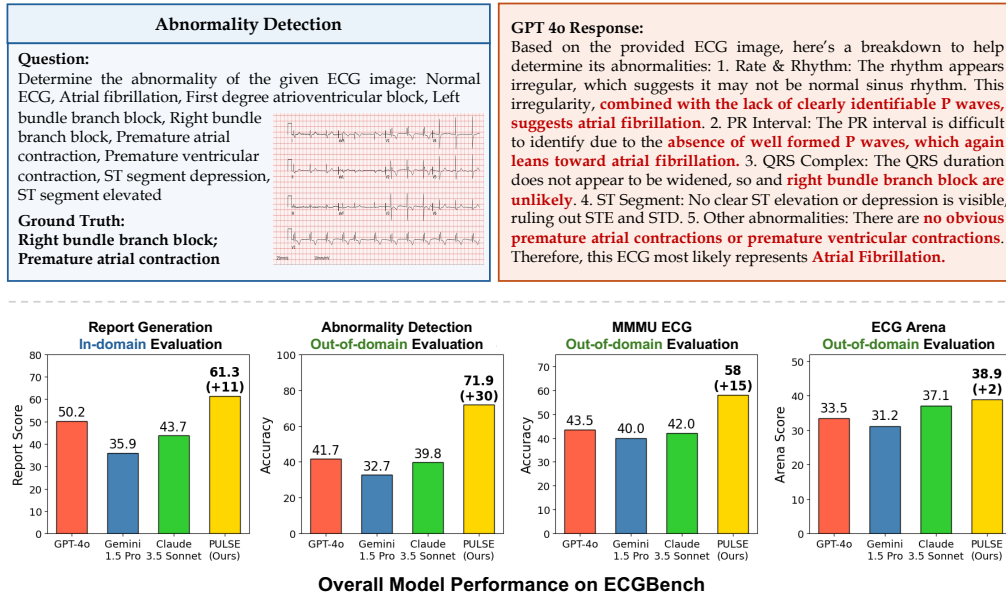 Abnormality Detection
Question:
Determine the abnormality of the given ECG image: Normal
ECG, Atrial fibrillation, First degree atrioventricular block, Left
bundle branch block, Right bundle
branch block, Premature atrial
contraction, Premature ventricular
contraction, ST segment depression,
ST segment elevated
Ground Truth:
Right bundle branch block;
Premature atrial contraction
GPT 4o Response:
Based on the provided ECG image, here's a breakdown to help
determine its abnormalities: 1. Rate & Rhythm: The rhythm appears
irregular, which suggests it may not be normal sinus rhythm. This
irregularity, combined with the lack of clearly identifiable P waves,
suggests atrial fibrillation. 2. PR Interval: The PR interval is difficult
to identify due to the absence of well formed P waves, which again
leans toward atrial fibrillation. 3. QRS Complex: The QRS duration
does not appear to be widened, so and right bundle branch block are
unlikely. 4. ST Segment: No clear ST elevation or depression is visible,
ruling out STE and STD. 5. Other abnormalities: There are no obvious
premature atrial contractions or premature ventricular contractions.
Therefore, this ECG most likely represents Atrial Fibrillation.
Report Generation
In-domain Evaluation
Report Score
80
70
60
50
40
30
20
10
0
50.2
35.9
43.7
61.3
(+11)
GPT-4o
Gemini
1.5 Pro
Claude
3.5 Sonnet
PULSE
(Ours)
Abnormality Detection
Out-of-domain Evaluation
Accuracy
100
80
60
40
20
0
41.7
32.7
39.8
71.9
(+30)
GPT-4o
Gemini
1.5 Pro
Claude
3.5 Sonnet
PULSE
(Ours)
MMMU ECG
Out-of-domain Evaluation
Accuracy
70
60
50
40
30
20
10
0
43.5
40.0
42.0
58
(+15)
GPT-4o
Gemini
1.5 Pro
Claude
3.5 Sonnet
PULSE
(Ours)
ECG Arena
Out-of-domain Evaluation
Arena Score
50
40
30
20
10
0
33.5
31.2
37.1
38.9
(+2)
GPT-4o
Gemini
1.5 Pro
Claude
3.5 Sonnet
PULSE
(Ours)
Overall Model Performance on ECGBench